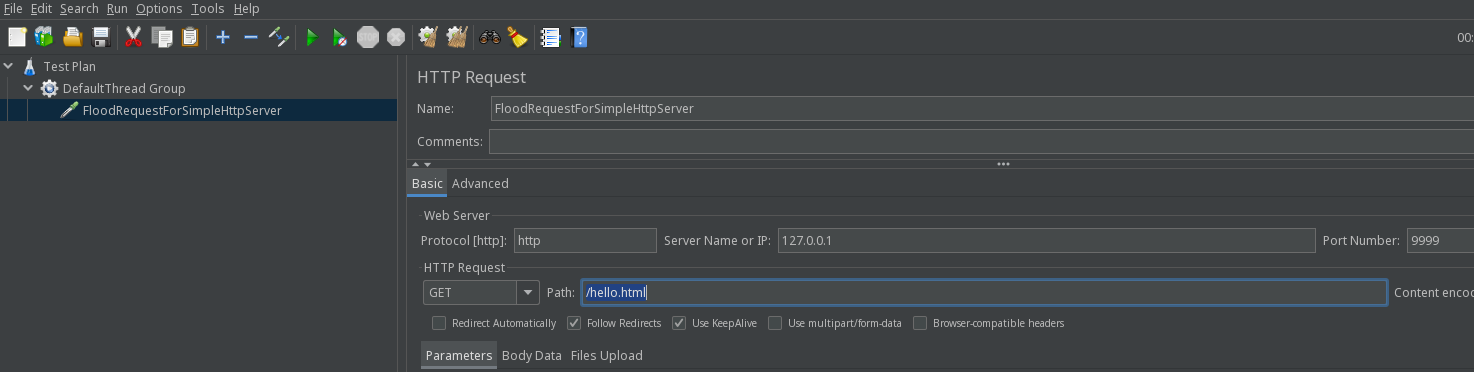 File Edit Search Run Options Tools Help
STOP
00:
Test Plan
DefaultThread Group
FloodRequestForSimpleHttpServer
HTTP Request
Name: FloodRequestForSimpleHttpServer
Comments:
Basic Advanced
Web Server
Protocol [http]: http Server Name or IP: 127.0.0.1 Port Number: 9999
HTTP Request
GET Path: /hello.html Content enco
Redirect Automatically Follow Redirects Use KeepAlive Use multipart/form-data Browser-compatible headers
Parameters Body Data Files Upload